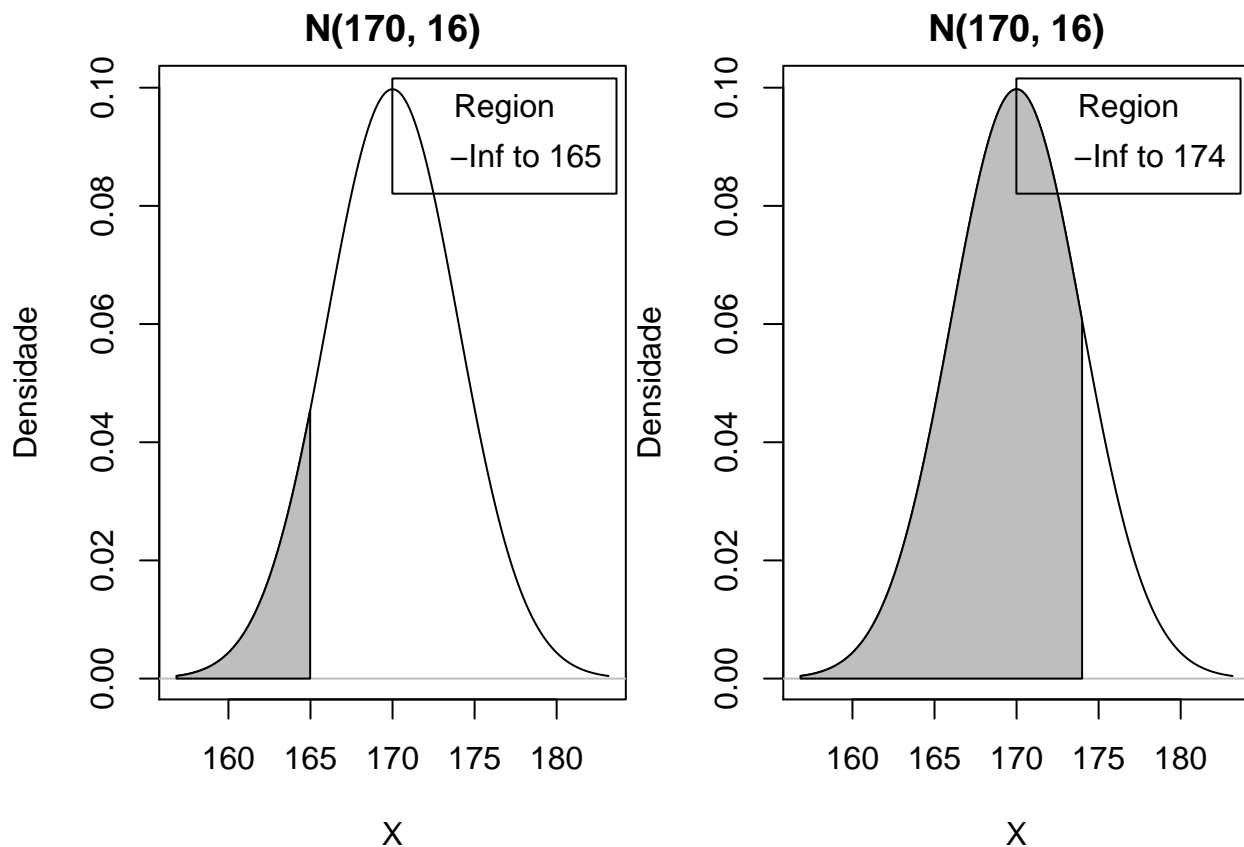 N(170, 16)
Region
−Inf to 165
Densidade
0.00
0.02
0.04
0.06
0.08
0.10
160
165
170
175
180
X
N(170, 16)
Region
−Inf to 174
Densidade
0.00
0.02
0.04
0.06
0.08
0.10
160
165
170
175
180
X